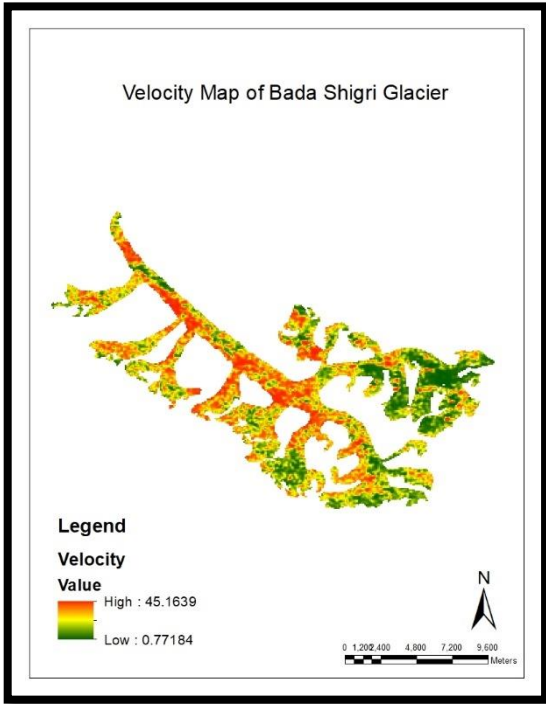 Velocity Map of Bada Shigri Glacier
Legend
Velocity
Value
High : 45.1639
Low : 0.77184
N
0 1,200 2,400 4,800 7,200 9,600
Meters